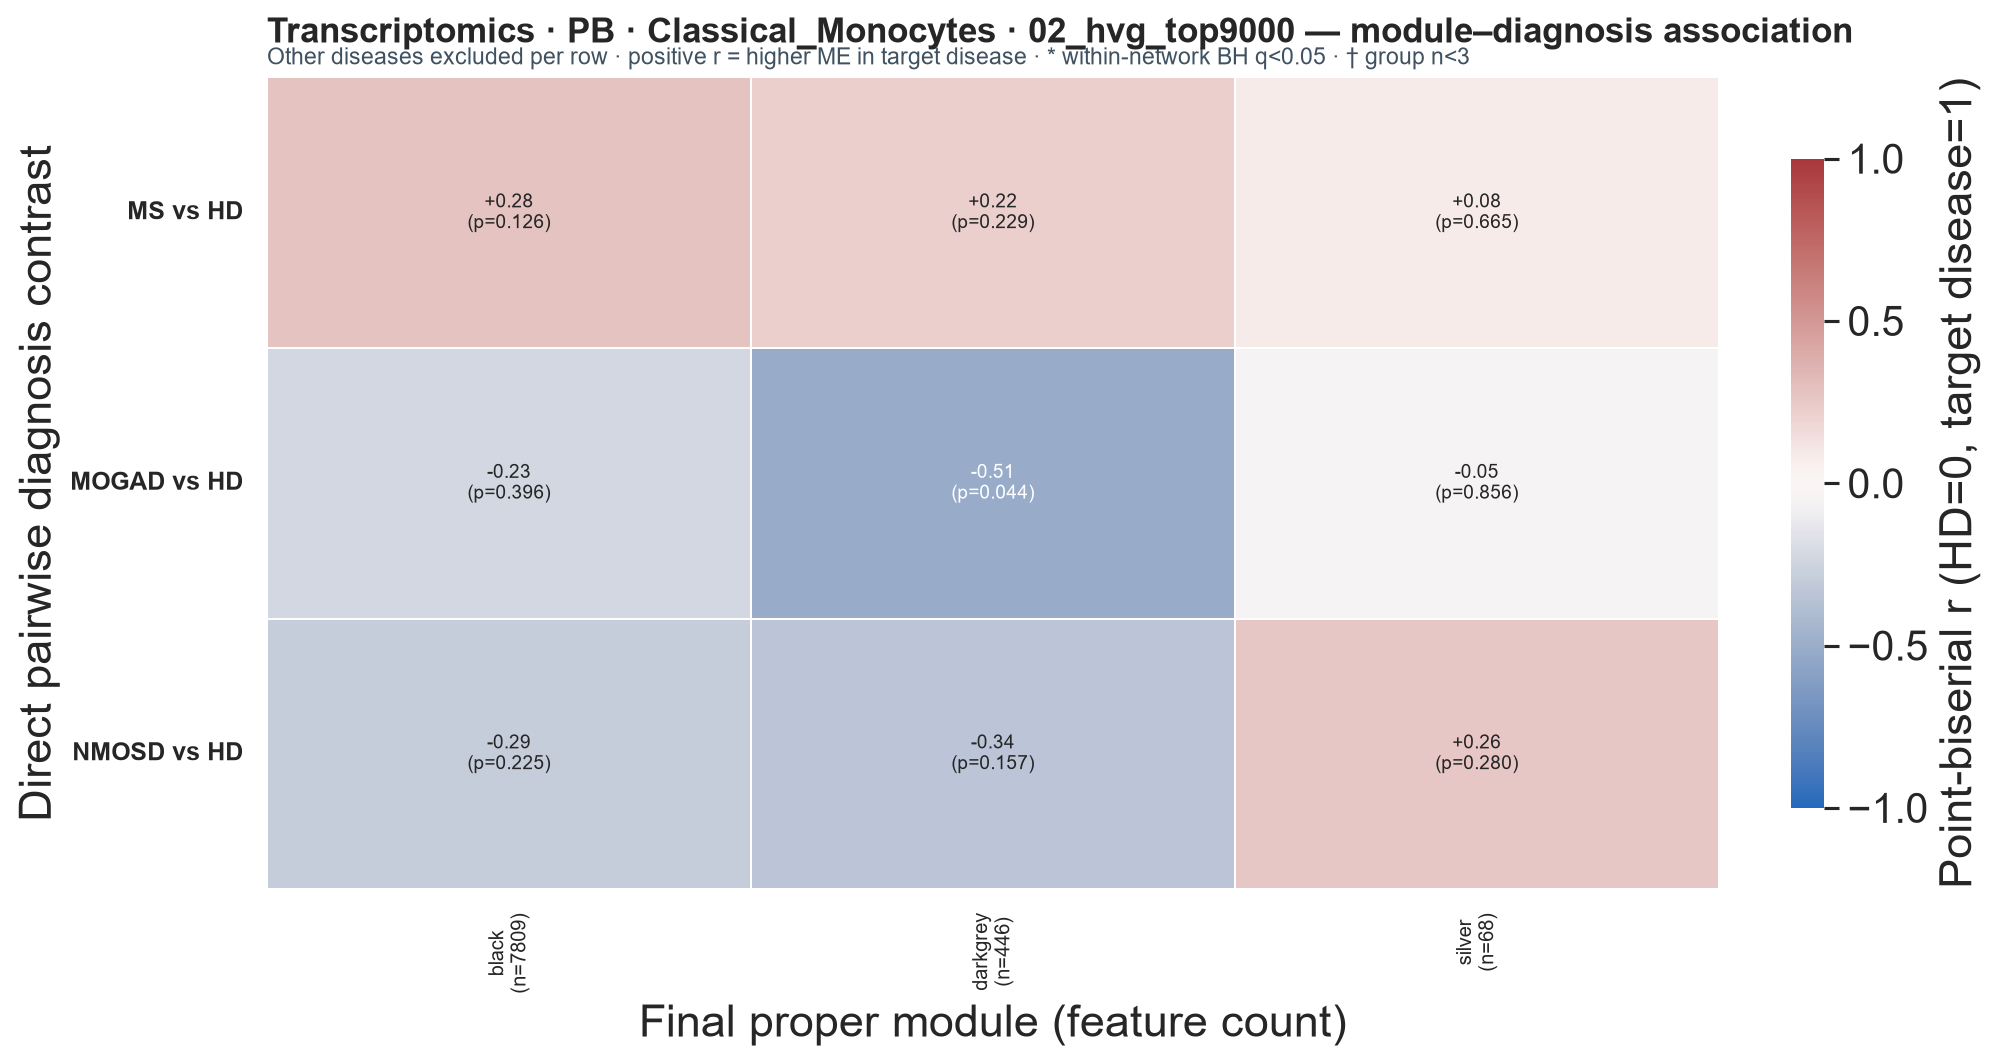 Transcriptomics · PB · Classical_Monocytes · 02_hvg_top9000 — module–diagnosis association
Other diseases excluded per row · positive r = higher ME in target disease · * within-network BH q<0.05 · † group n<3
Direct pairwise diagnosis contrast
MS vs HD
+0.28
(p=0.126)
+0.22
(p=0.229)
+0.08
(p=0.665)
MOGAD vs HD
-0.23
(p=0.396)
-0.51
(p=0.044)
-0.05
(p=0.856)
NMOSD vs HD
-0.29
(p=0.225)
-0.34
(p=0.157)
+0.26
(p=0.280)
black
(n=7809)
darkgrey
(n=446)
silver
(n=68)
Final proper module (feature count)
1.0
0.5
0.0
−0.5
−1.0
Point-biserial r (HD=0, target disease=1)